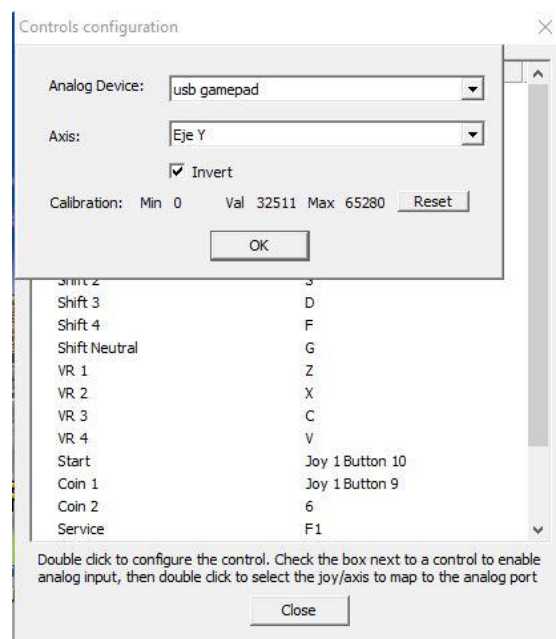 Controls configuration
Analog Device: usb gamepad
Axis: Eje Y
Invert
Calibration: Min 0 Val 32511 Max 65280 Reset
OK
Shift 2 S
Shift 3 D
Shift 4 F
Shift Neutral G
VR 1 Z
VR 2 X
VR 3 C
VR 4 V
Start Joy 1 Button 10
Coin 1 Joy 1 Button 9
Coin 2 6
Service F1
Double click to configure the control. Check the box next to a control to enable
analog input, then double click to select the joy/axis to map to the analog port
Close